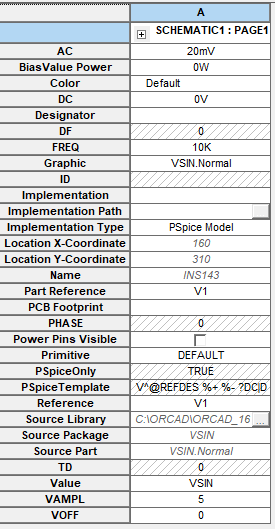 A
SCHEMATIC1 : PAGE1
AC 20mV
BiasValue Power 0W
Color Default
DC 0V
Designator
DF 0
FREQ 10K
Graphic VSIN.Normal
ID
Implementation
Implementation Path
Implementation Type PSpice Model
Location X-Coordinate 160
Location Y-Coordinate 310
Name INS143
Part Reference V1
PCB Footprint
PHASE 0
Power Pins Visible
Primitive DEFAULT
PSpiceOnly TRUE
PSpiceTemplate V^@REFDES %+ %- ?DC|D
Reference V1
Source Library C:\ORCAD\ORCAD_16 ...
Source Package VSIN
Source Part VSIN.Normal
TD 0
Value VSIN
VAMPL 5
VOFF 0